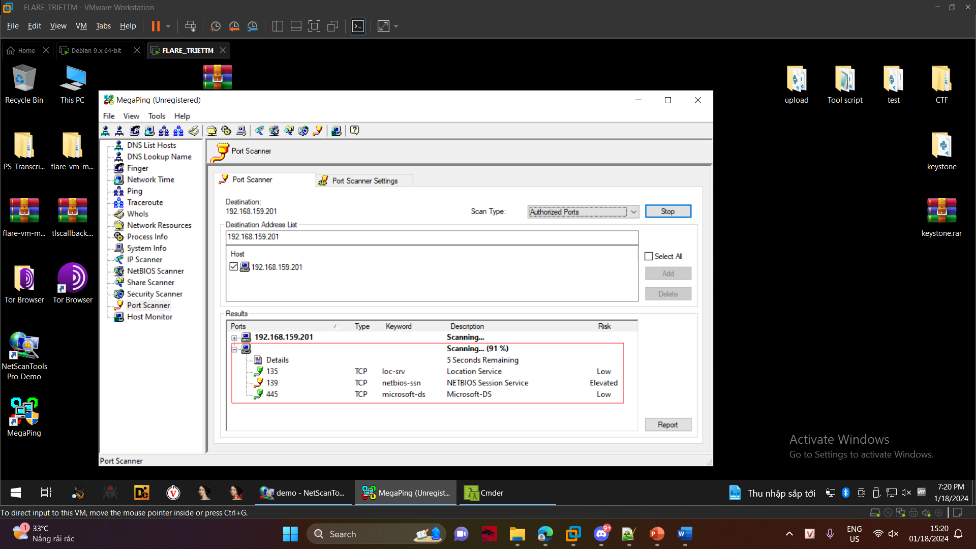 FLARE_TRIETTM - VMware Workstation
File Edit View VM Tabs Help
Home Debian 9.x 64-bit FLARE_TRIETTM
Recycle Bin This PC upload Tool script test CTF
MegaPing (Unregistered)
File View Tools Help
DNS List Hosts
DNS Lookup Name
Finger
Network Time
Ping
Traceroute
WhoIs
Network Resources
Process Info
System Info
IP Scanner
NetBIOS Scanner
Share Scanner
Security Scanner
Port Scanner
Host Monitor
Port Scanner
Port Scanner Port Scanner Settings
Destination:
192.168.159.201
Scan Type: Authorized Ports Stop
Destination Address List
192.168.159.201
Host
192.168.159.201
Select All
Add
Delete
Results
Ports Type Keyword Description Risk
192.168.159.201 Scanning...
Scanning... (91 %)
Details 5 Seconds Remaining
135 TCP loc-srv Location Service Low
139 TCP netbios-ssn NETBIOS Session Service Elevated
445 TCP microsoft-ds Microsoft-DS Low
Report
Port Scanner
PS_Transcri... flare-vm-m...
flare-vm-m... tlscallback....
Tor Browser Tor Browser
NetScanTools
Pro Demo
MegaPing
keystone
keystone.rar
Activate Windows
Go to Settings to activate Windows.
demo - NetScanTo... MegaPing (Unregist... Cmder
Thu nhập sắp tới
7:20 PM
1/18/2024
To direct input to this VM, move the mouse pointer inside or press Ctrl+G.
33°C
Nắng rải rác
Search
ENG
US
15:20
01/18/2024